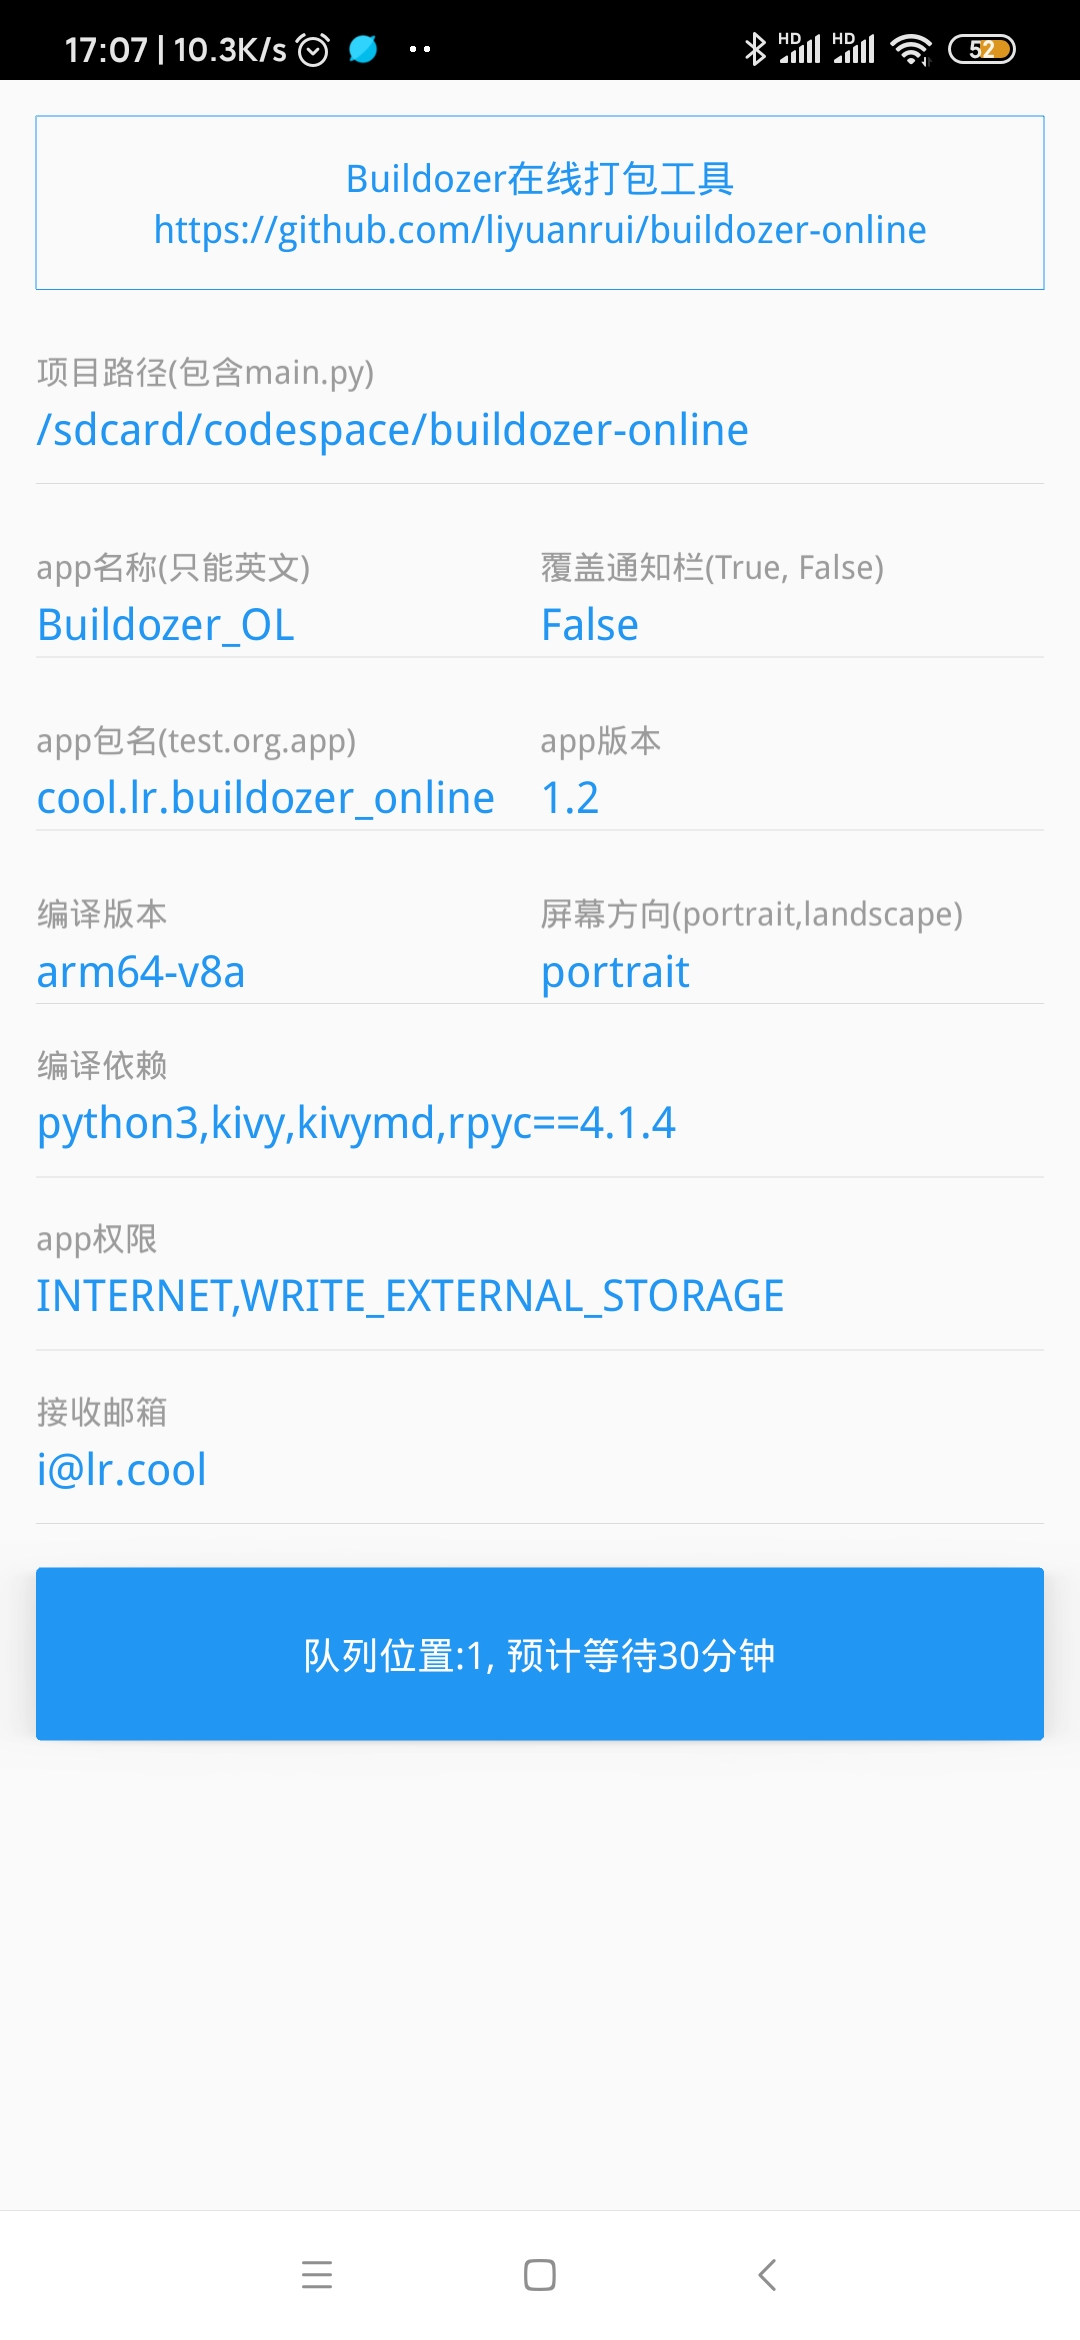 17:07 | 10.3K/s
HD HD 52
Buildozer在线打包工具
https://github.com/liyuanrui/buildozer-online
项目路径(包含main.py)
/sdcard/codespace/buildozer-online
app名称(只能英文) 覆盖通知栏(True, False)
Buildozer_OL False
app包名(test.org.app) app版本
cool.lr.buildozer_online 1.2
编译版本 屏幕方向(portrait,landscape)
arm64-v8a portrait
编译依赖
python3,kivy,kivymd,rpyc==4.1.4
app权限
INTERNET,WRITE_EXTERNAL_STORAGE
接收邮箱
i@lr.cool
队列位置:1, 预计等待30分钟